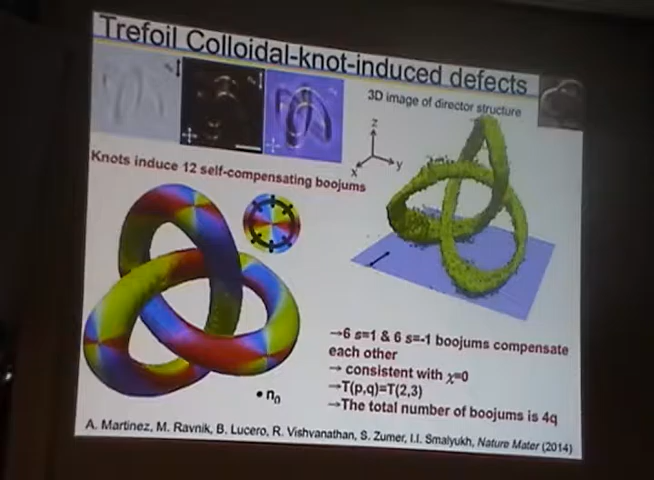 Trefoil Colloidal-knot-induced defects
3D image of director structure
z
x
y
Knots induce 12 self-compensating boojums
n₀
→6 s=1 & 6 s=-1 boojums compensate
each other
→ consistent with χ=0
→T(p,q)=T(2,3)
→The total number of boojums is 4q
A. Martinez, M. Ravnik, B. Lucero, R. Vishvanathan, S. Zumer, I.I. Smalyukh, Nature Mater (2014)